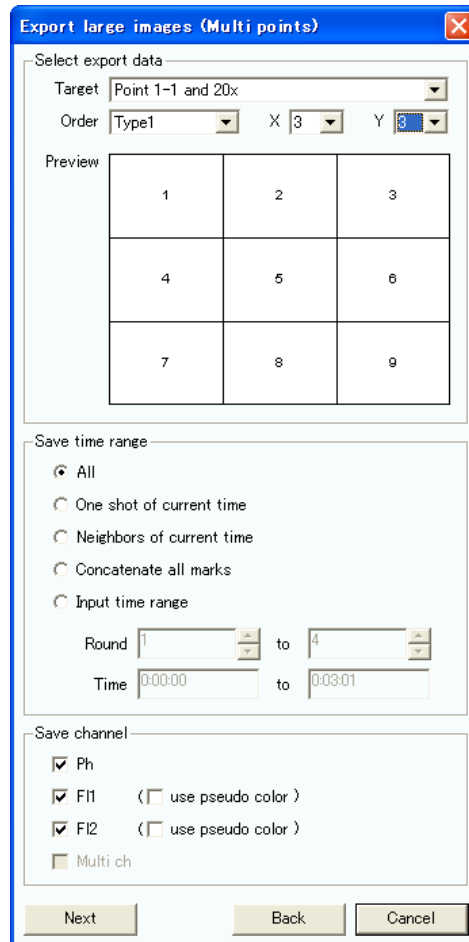 Export large images (Multi points)
Select export data
Target Point 1-1 and 20x
Order Type1 X 3 Y 3
Preview
1 2 3
4 5 6
7 8 9
Save time range
All
One shot of current time
Neighbors of current time
Concatenate all marks
Input time range
Round 1 to 4
Time 0:00:00 to 0:03:01
Save channel
Ph
Fl1 ( use pseudo color )
Fl2 ( use pseudo color )
Multi ch
Next Back Cancel